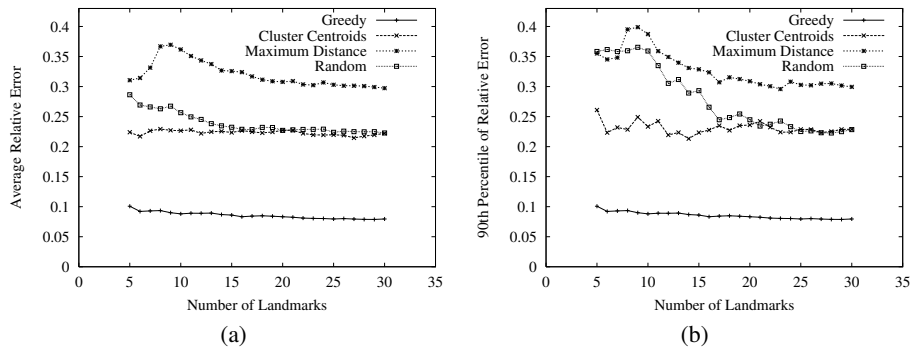 Average Relative Error
0.4
0.35
0.3
0.25
0.2
0.15
0.1
0.05
0
0 5 10 15 20 25 30 35
Number of Landmarks
Greedy
Cluster Centroids
Maximum Distance
Random
(a)
90th Percentile of Relative Error
0.4
0.35
0.3
0.25
0.2
0.15
0.1
0.05
0
0 5 10 15 20 25 30 35
Number of Landmarks
Greedy
Cluster Centroids
Maximum Distance
Random
(b)